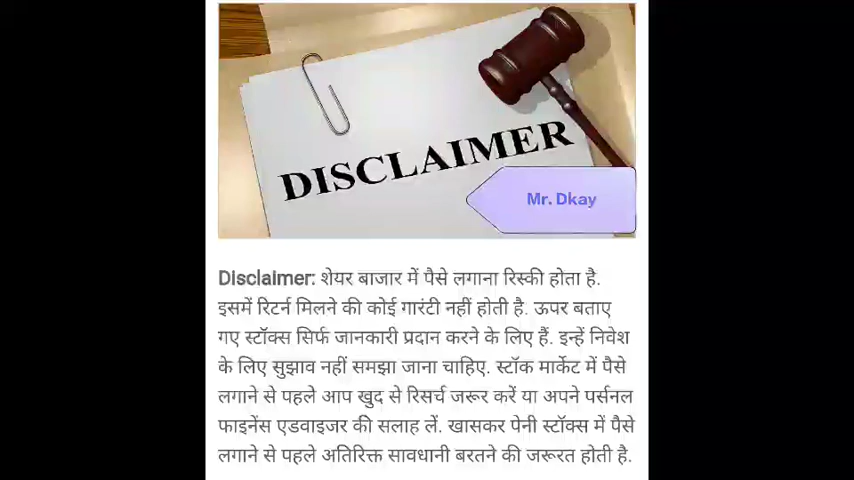 DISCLAIMER
Mr. Dkay
Disclaimer: शेयर बाजार में पैसे लगाना रिस्की होता है.
इसमें रिटर्न मिलने की कोई गारंटी नहीं होती है. ऊपर बताए
गए स्टॉक्स सिर्फ जानकारी प्रदान करने के लिए हैं. इन्हें निवेश
के लिए सुझाव नहीं समझा जाना चाहिए. स्टॉक मार्केट में पैसे
लगाने से पहले आप खुद से रिसर्च जरूर करें या अपने पर्सनल
फाइनेंस एडवाइजर की सलाह लें. खासकर पेनी स्टॉक्स में पैसे
लगाने से पहले अतिरिक्त सावधानी बरतने की जरूरत होती है.